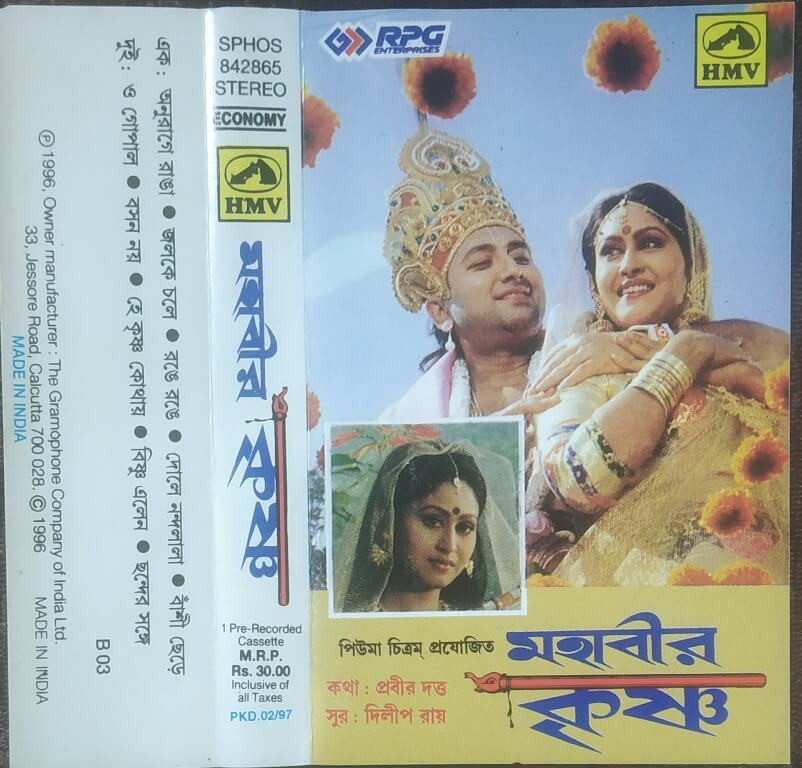 একঃ অনুরাগে রাঙা ● জলকে চলে ● রঙে রঙে ● দোলে নন্দলালা ● বাঁশী ছেড়ে
দুইঃ ও গোপাল ● বসন নয় ● হে কৃষ্ণ কোথায় ● বিষ্ণু এলেন ● ছন্দের সঙ্গে
B 03
Ⓟ 1996, Owner manufacturer : The Gramophone Company of India Ltd.
33, Jessore Road, Calcutta 700 028. © 1996 MADE IN INDIA
MADE IN INDIA
SPHOS
842865
STEREO
ECONOMY
HMV
মহাবীর কৃষ্ণ
1 Pre-Recorded
Cassette
M.R.P.
Rs. 30.00
Inclusive of
all Taxes
PKD.02/97
RPG
ENTERPRISES
HMV
পিউমা চিত্রম্ প্রযোজিত
মহাবীর
কৃষ্ণ
কথা : প্রবীর দত্ত
সুর : দিলীপ রায়